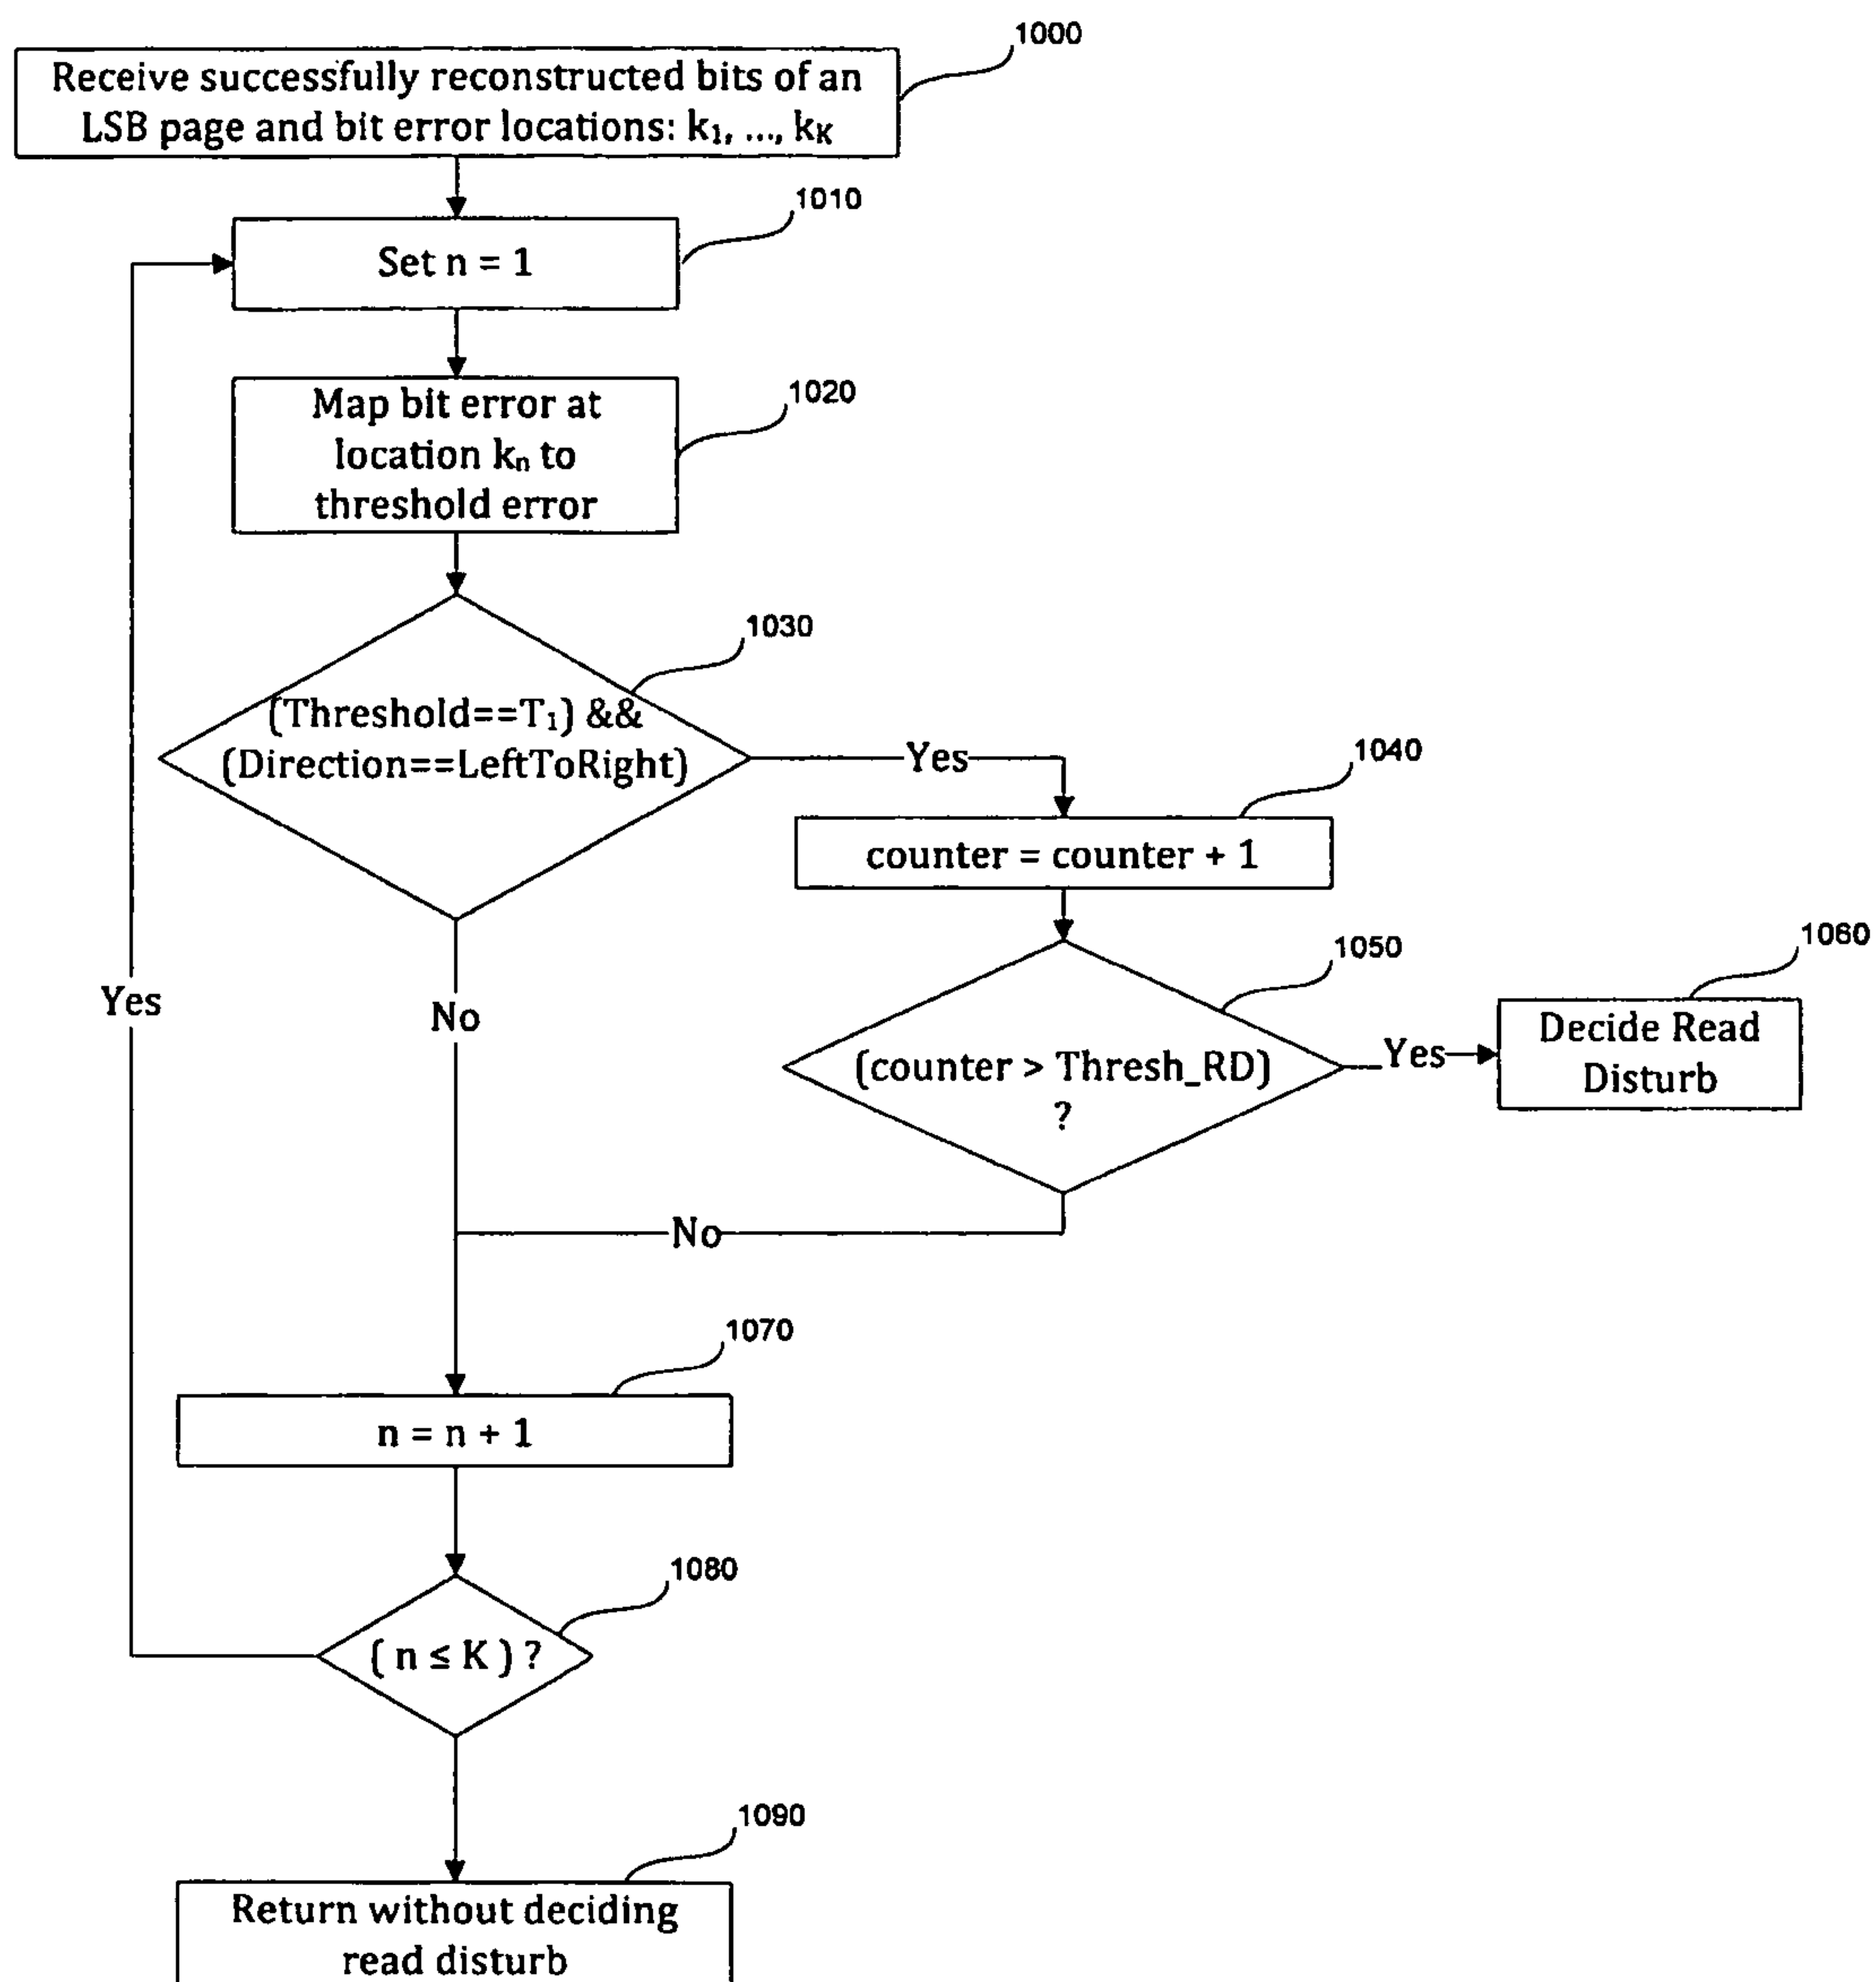 1000
Receive successfully reconstructed bits of an
LSB page and bit error locations: k₁, ..., kK
1010
Set n = 1
1020
Map bit error at
location kₙ to
threshold error
1030
(Threshold==T₁) &&
(Direction==LeftToRight)
Yes
1040
counter = counter + 1
1050
(counter > Thresh_RD)
?
Yes
1060
Decide Read
Disturb
Yes
No
No
1070
n = n + 1
1080
( n ≤ K ) ?
1090
Return without deciding
read disturb